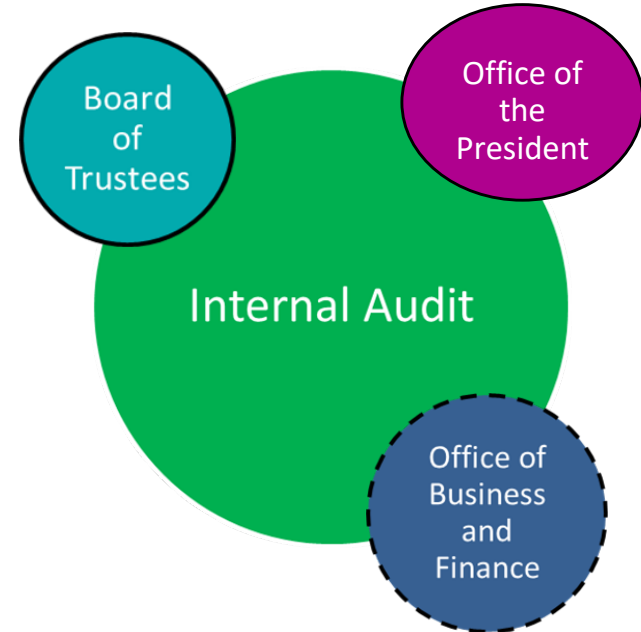 Board
of
Trustees
Office of
the
President
Internal Audit
Office of
Business
and
Finance